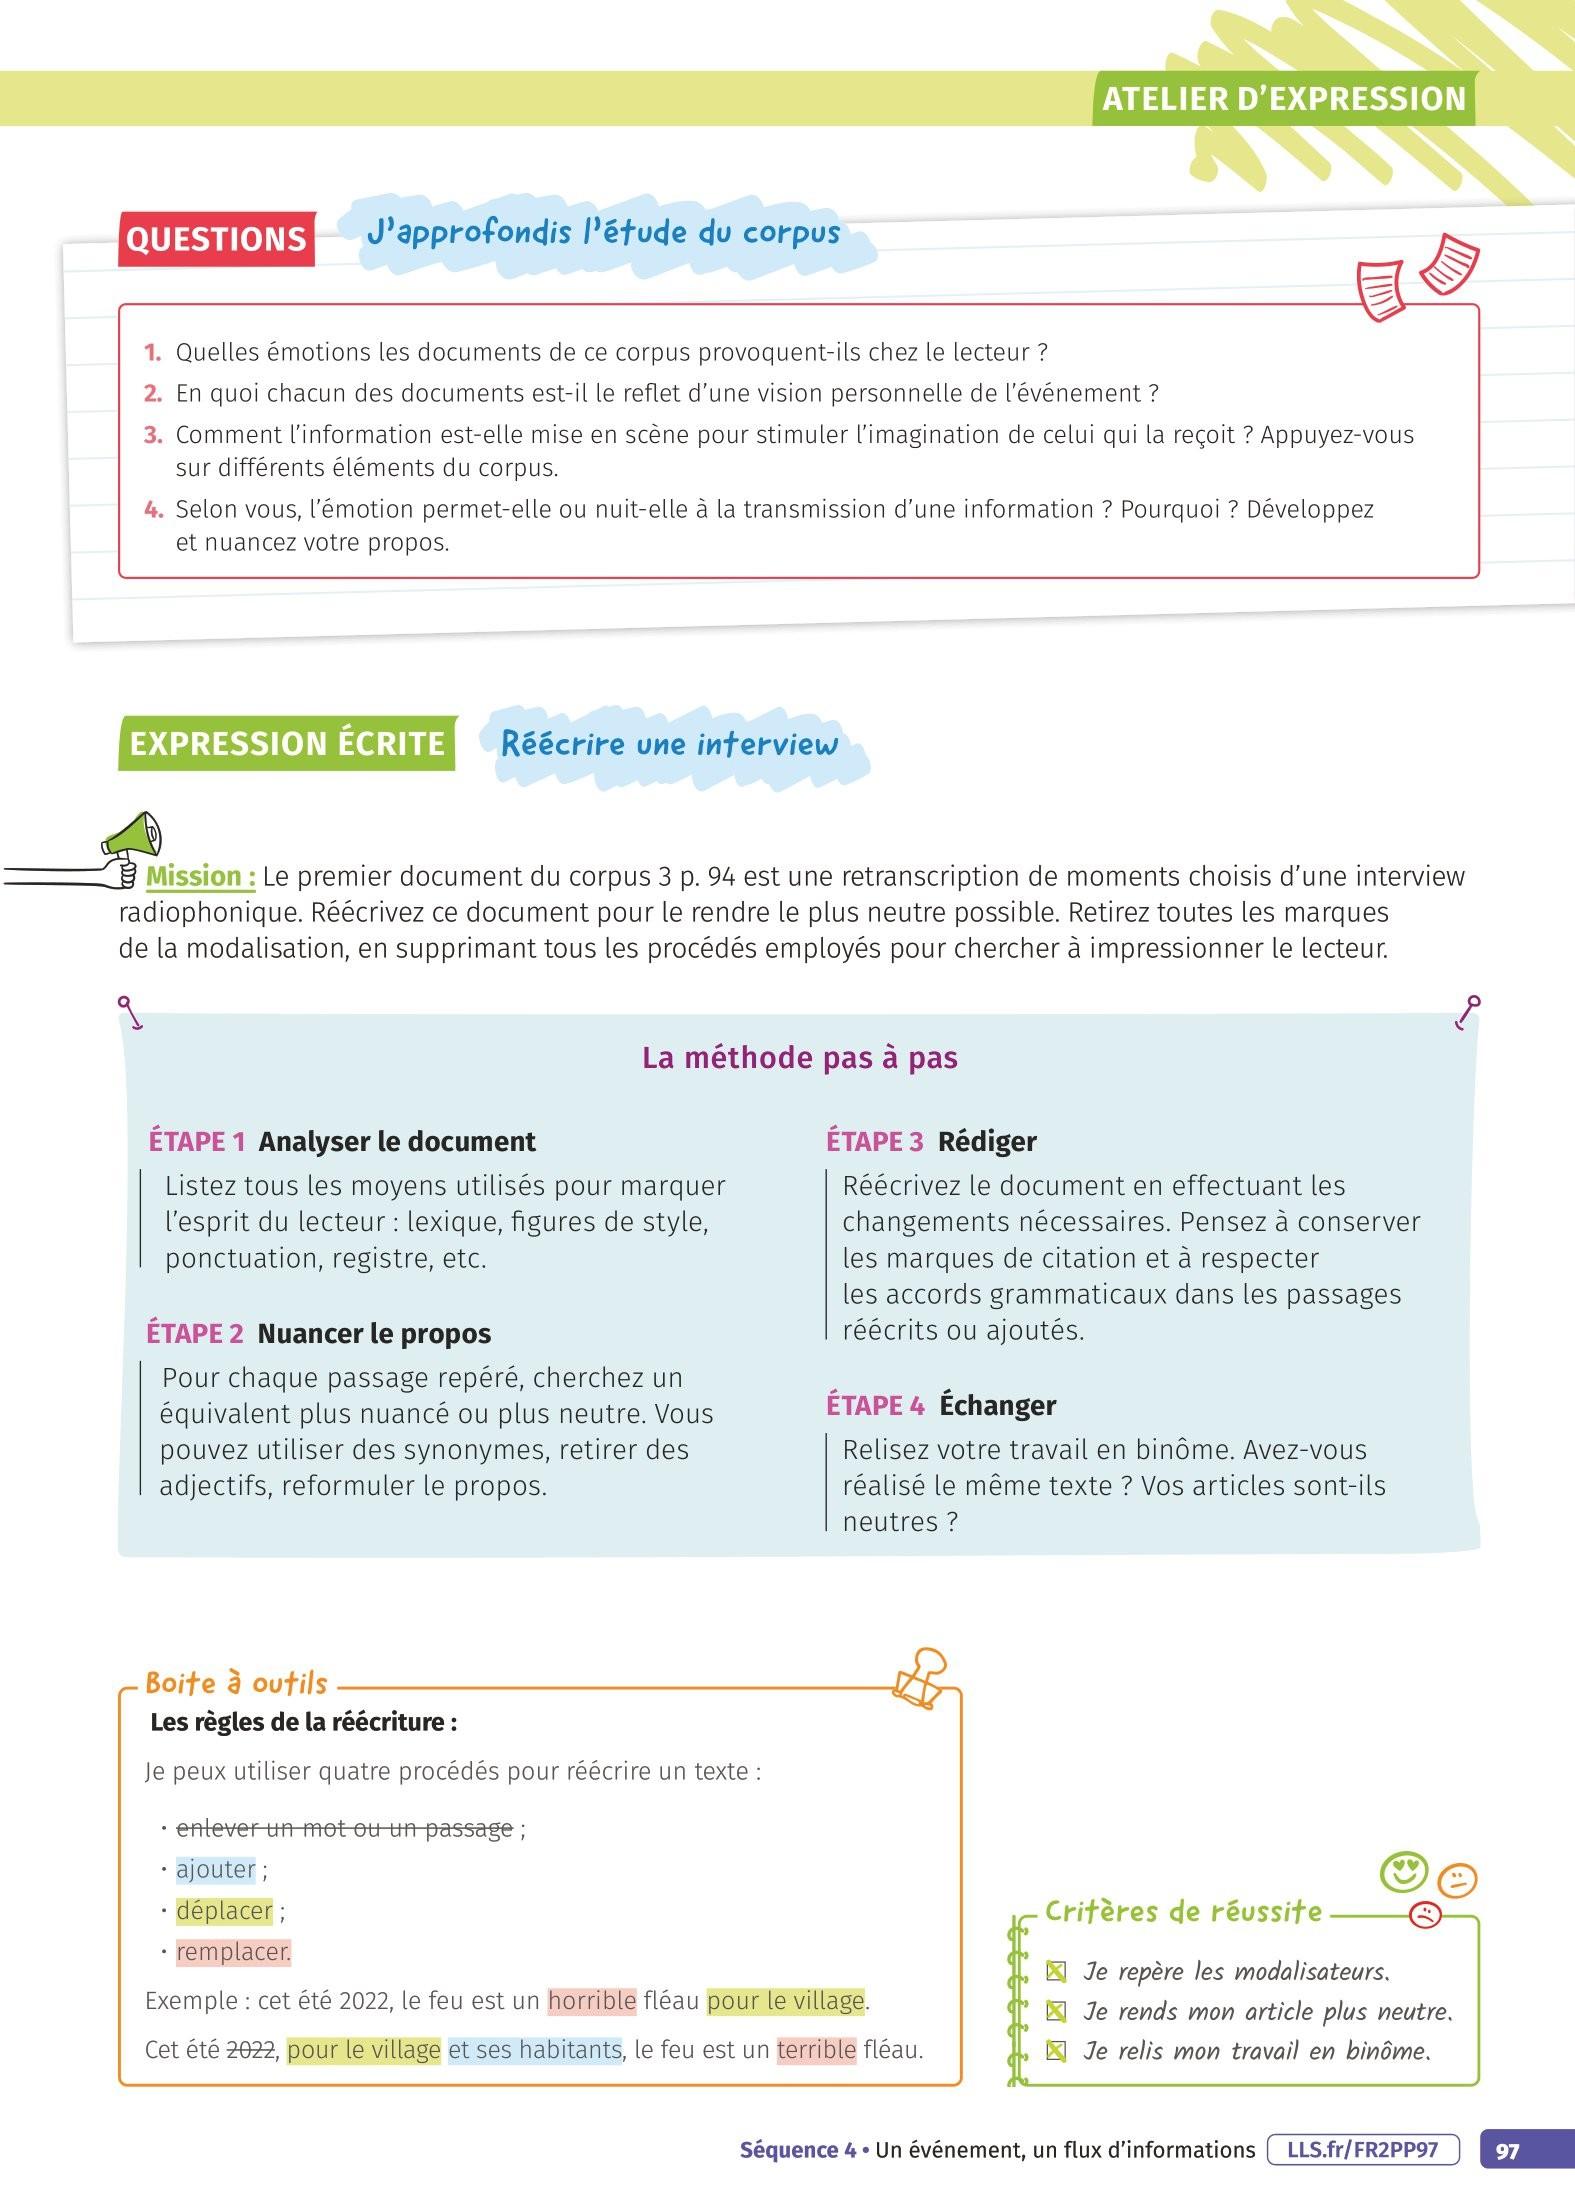 ATELIER D'EXPRESSION
QUESTIONS
J'approfondis l'étude du corpus
1. Quelles émotions les documents de ce corpus provoquent-ils chez le lecteur ?
2. En quoi chacun des documents est-il le reflet d'une vision personnelle de l'événement ?
3. Comment l'information est-elle mise en scène pour stimuler l'imagination de celui qui la reçoit ? Appuyez-vous
sur différents éléments du corpus.
4. Selon vous, l'émotion permet-elle ou nuit-elle à la transmission d'une information ? Pourquoi ? Développez
et nuancez votre propos.
EXPRESSION ÉCRITE
Réécrire une interview
Mission : Le premier document du corpus 3 p. 94 est une retranscription de moments choisis d'une interview
radiophonique. Réécrivez ce document pour le rendre le plus neutre possible. Retirez toutes les marques
de la modalisation, en supprimant tous les procédés employés pour chercher à impressionner le lecteur.
La méthode pas à pas
ÉTAPE 1 Analyser le document
Listez tous les moyens utilisés pour marquer
l'esprit du lecteur : lexique, figures de style,
ponctuation, registre, etc.
ÉTAPE 2 Nuancer le propos
Pour chaque passage repéré, cherchez un
équivalent plus nuancé ou plus neutre. Vous
pouvez utiliser des synonymes, retirer des
adjectifs, reformuler le propos.
ÉTAPE 3 Rédiger
Réécrivez le document en effectuant les
changements nécessaires. Pensez à conserver
les marques de citation et à respecter
les accords grammaticaux dans les passages
réécrits ou ajoutés.
ÉTAPE 4 Échanger
Relisez votre travail en binôme. Avez-vous
réalisé le même texte ? Vos articles sont-ils
neutres ?
Boite à outils
Les règles de la réécriture :
Je peux utiliser quatre procédés pour réécrire un texte :
• enlever un mot ou un passage ;
• ajouter ;
• déplacer ;
• remplacer.
Exemple : cet été 2022, le feu est un horrible fléau pour le village.
Cet été 2022, pour le village et ses habitants, le feu est un terrible fléau.
Critères de réussite
Je repère les modalisateurs.
Je rends mon article plus neutre.
Je relis mon travail en binôme.
Séquence 4 • Un événement, un flux d'informations LLS.fr/FR2PP97 97